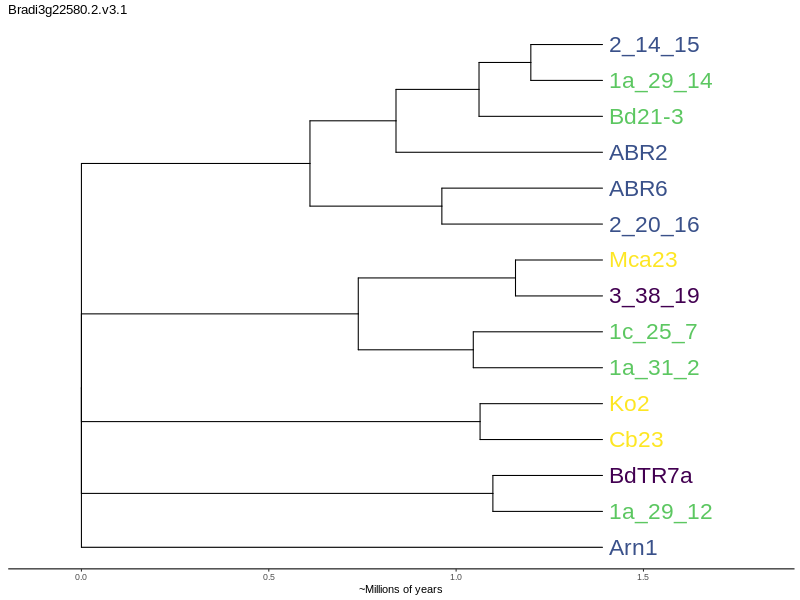 Bradi3g22580.2.v3.1
2_14_15
1a_29_14
Bd21-3
ABR2
ABR6
2_20_16
Mca23
3_38_19
1c_25_7
1a_31_2
Ko2
Cb23
BdTR7a
1a_29_12
Arn1
0.0 0.5 1.0 1.5
~Millions of years